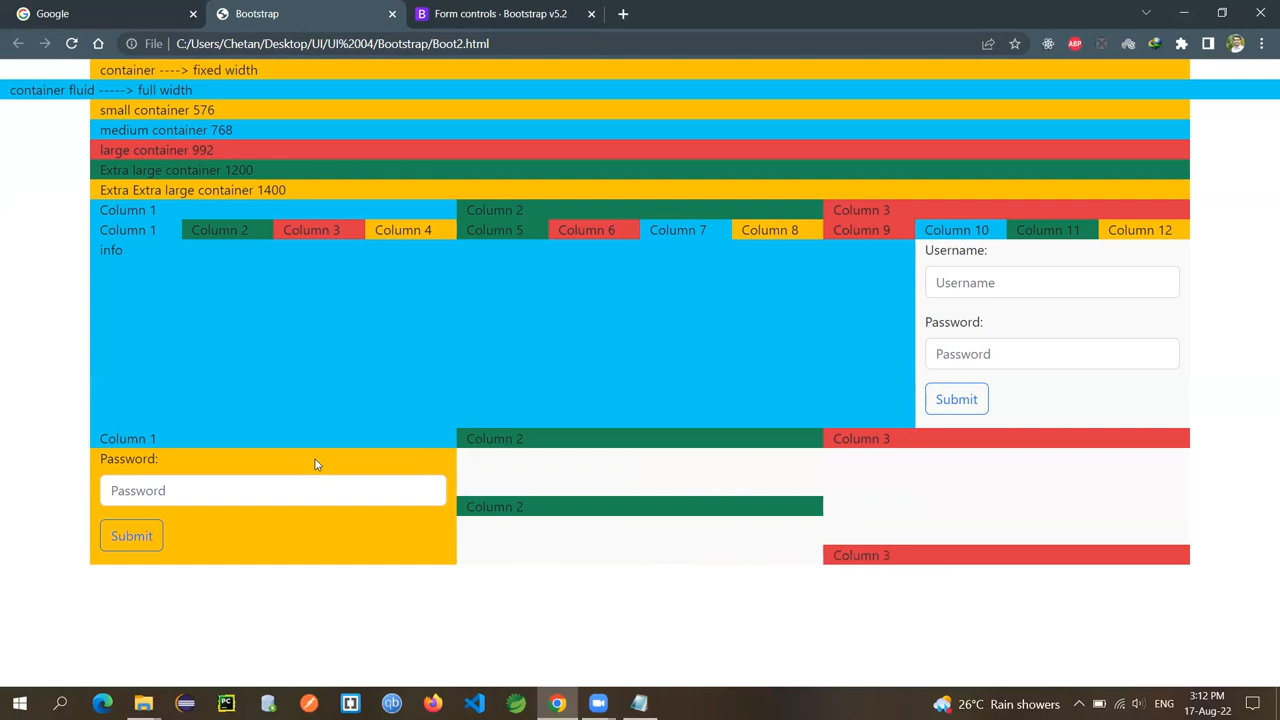 Google
Bootstrap
Form controls · Bootstrap v5.2
File
C:/Users/Chetan/Desktop/UI/UI%2004/Bootstrap/Boot2.html
ABP
container ----> fixed width
container fluid -----> full width
small container 576
medium container 768
large container 992
Extra large container 1200
Extra Extra large container 1400
Column 1 Column 2 Column 3
Column 1 Column 2 Column 3 Column 4 Column 5 Column 6 Column 7 Column 8 Column 9 Column 10 Column 11 Column 12
info
Username:
Username
Password:
Password
Submit
Column 1 Column 2 Column 3
Password:
Password
Submit
Column 2
Column 3
PC
qb
26°C Rain showers
ENG
3:12 PM
17-Aug-22